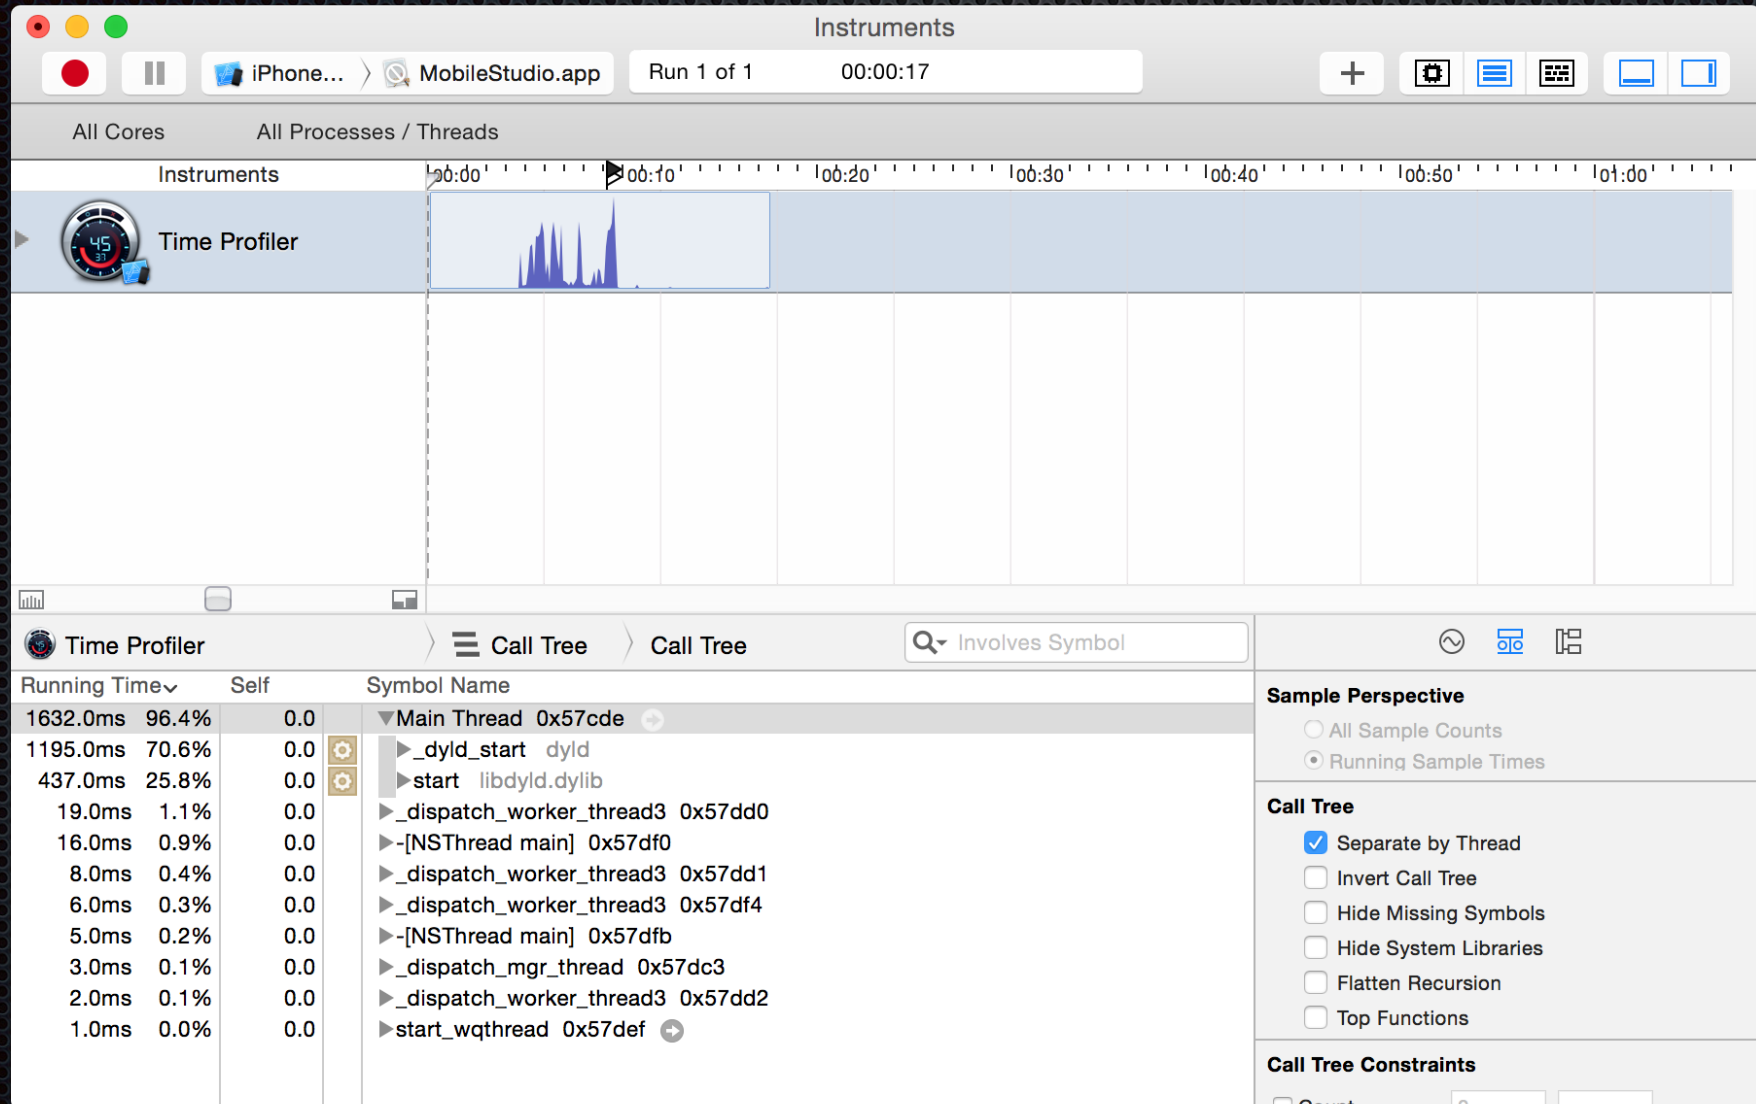 Instruments
iPhone... MobileStudio.app Run 1 of 1 00:00:17
All Cores All Processes / Threads
Instruments 00:00 00:10 00:20 00:30 00:40 00:50 01:00
45
37
Time Profiler
Time Profiler Call Tree Call Tree Involves Symbol
Running Time Self Symbol Name
1632.0ms 96.4% 0.0 Main Thread 0x57cde
1195.0ms 70.6% 0.0 _dyld_start dyld
437.0ms 25.8% 0.0 start libdyld.dylib
19.0ms 1.1% 0.0 _dispatch_worker_thread3 0x57dd0
16.0ms 0.9% 0.0 -[NSThread main] 0x57df0
8.0ms 0.4% 0.0 _dispatch_worker_thread3 0x57dd1
6.0ms 0.3% 0.0 _dispatch_worker_thread3 0x57df4
5.0ms 0.2% 0.0 -[NSThread main] 0x57dfb
3.0ms 0.1% 0.0 _dispatch_mgr_thread 0x57dc3
2.0ms 0.1% 0.0 _dispatch_worker_thread3 0x57dd2
1.0ms 0.0% 0.0 start_wqthread 0x57def
Sample Perspective
All Sample Counts
Running Sample Times
Call Tree
Separate by Thread
Invert Call Tree
Hide Missing Symbols
Hide System Libraries
Flatten Recursion
Top Functions
Call Tree Constraints